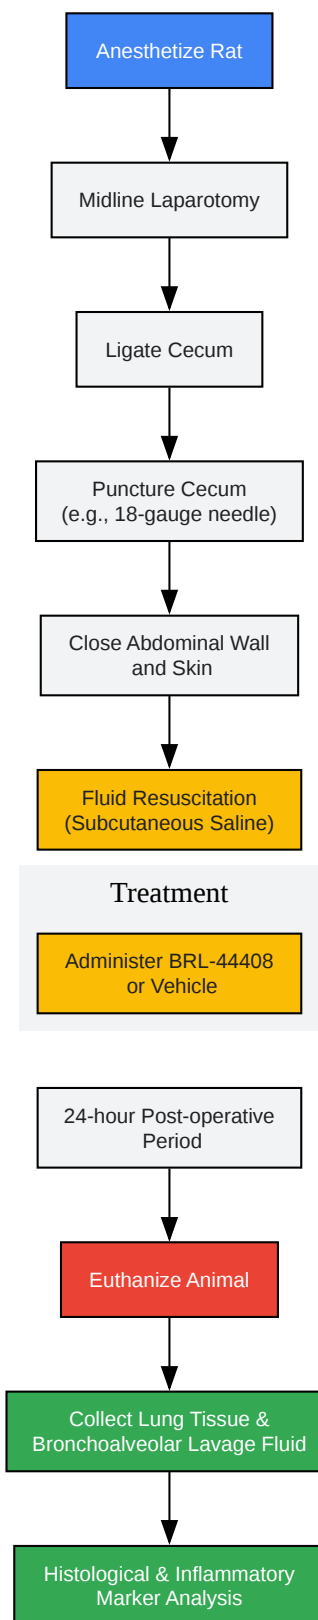 Anesthetize Rat
Midline Laparotomy
Ligate Cecum
Puncture Cecum
(e.g., 18-gauge needle)
Close Abdominal Wall
and Skin
Fluid Resuscitation
(Subcutaneous Saline)
Treatment
Administer BRL-44408
or Vehicle
24-hour Post-operative
Period
Euthanize Animal
Collect Lung Tissue &
Bronchoalveolar Lavage Fluid
Histological & Inflammatory
Marker Analysis